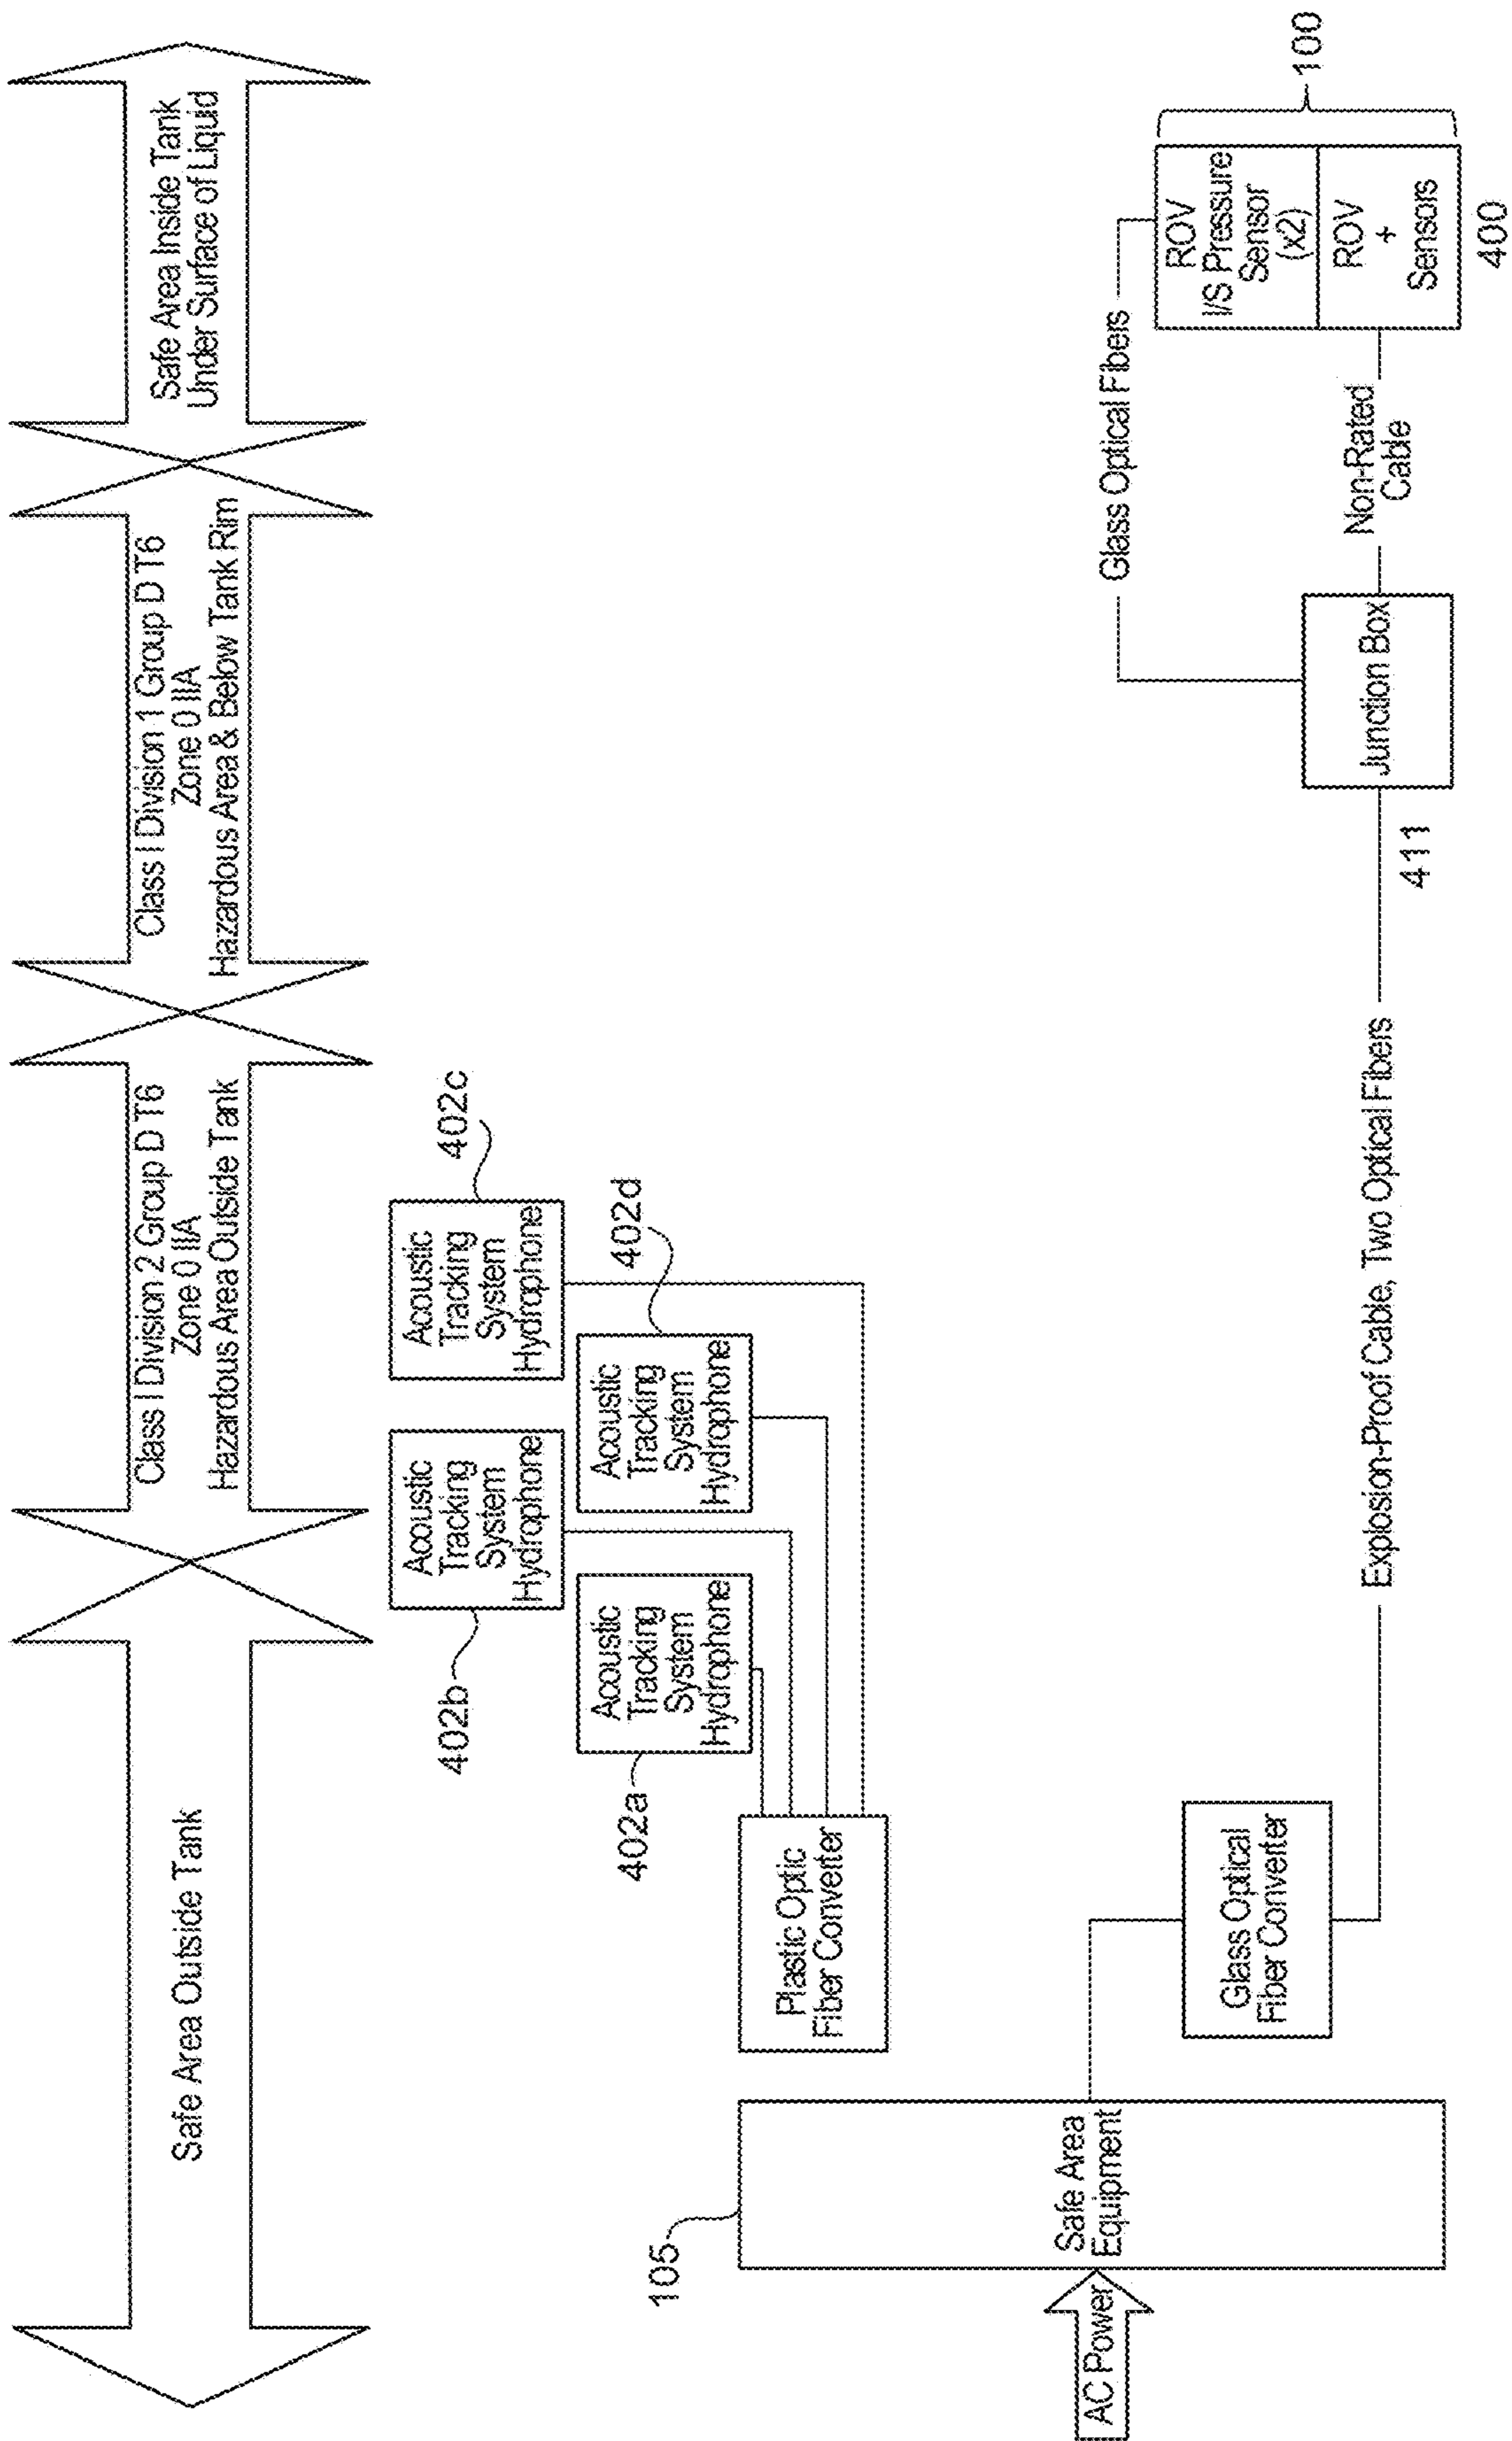 Safe Area Outside Tank
Class I Division 2 Group D T6
Zone 0 IIA
Hazardous Area Outside Tank
Class I Division 1 Group D T6
Zone 0 IIA
Hazardous Area & Below Tank Rim
Safe Area Inside Tank
Under Surface of Liquid
402b
Acoustic
Tracking
System
Hydrophone
Acoustic
Tracking
System
Hydrophone
402c
402a
Acoustic
Tracking
System
Hydrophone
Acoustic
Tracking
System
Hydrophone
402d
105
Plastic Optic
Fiber Converter
AC Power
Safe Area
Equipment
Glass Optical
Fiber Converter
Explosion-Proof Cable, Two Optical Fibers
411
Junction Box
Glass Optical Fibers
Non-Rated
Cable
ROV
I/S Pressure
Sensor
(x2)
ROV
+
Sensors
400
100